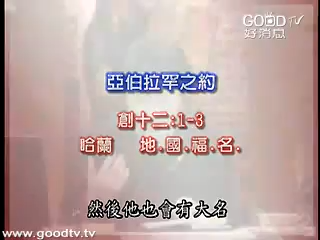 GOOD TV
好消息
亞伯拉罕之約
創十二:1-3
哈蘭 地.國.福.名.
然後他也會有大名
www.goodtv.tv